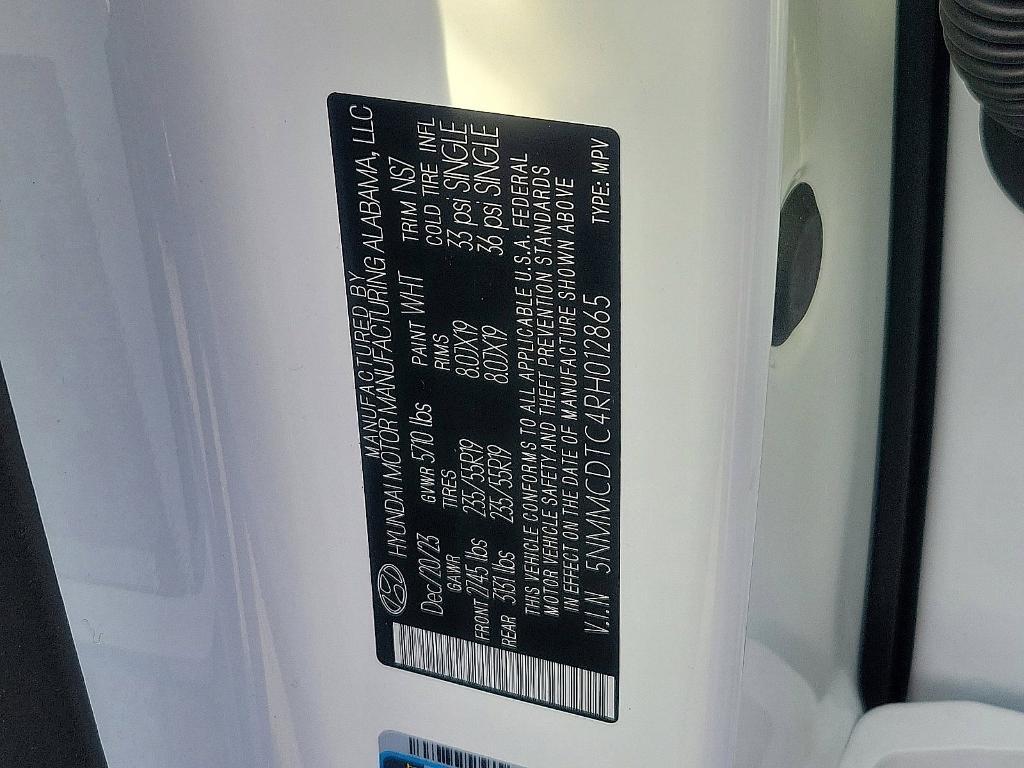 MANUFACTURED BY
HYUNDAI MOTOR MANUFACTURING ALABAMA, LLC
Dec/20/23 GVWR 5710 lbs PAINT WHT TRIM NS7
GAWR TIRES RIMS COLD TIRE INFL
FRONT 2745 lbs 235/55R19 8.0JX19 33 psi SINGLE
REAR 3131 lbs 235/55R19 8.0JX19 36 psi SINGLE
THIS VEHICLE CONFORMS TO ALL APPLICABLE U.S.A. FEDERAL
MOTOR VEHICLE SAFETY AND THEFT PREVENTION STANDARDS
IN EFFECT ON THE DATE OF MANUFACTURE SHOWN ABOVE
V.I.N 5NMMCDTC4RH012865 TYPE: MPV